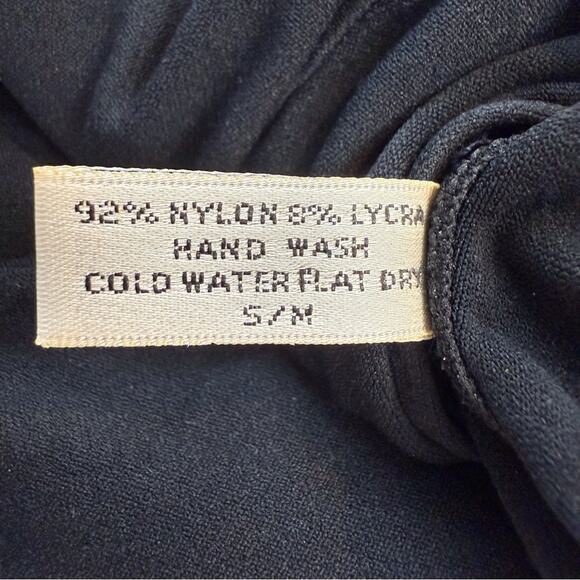 92% NYLON 8% LYCRA
HAND WASH
COLD WATER FLAT DRY
S/M